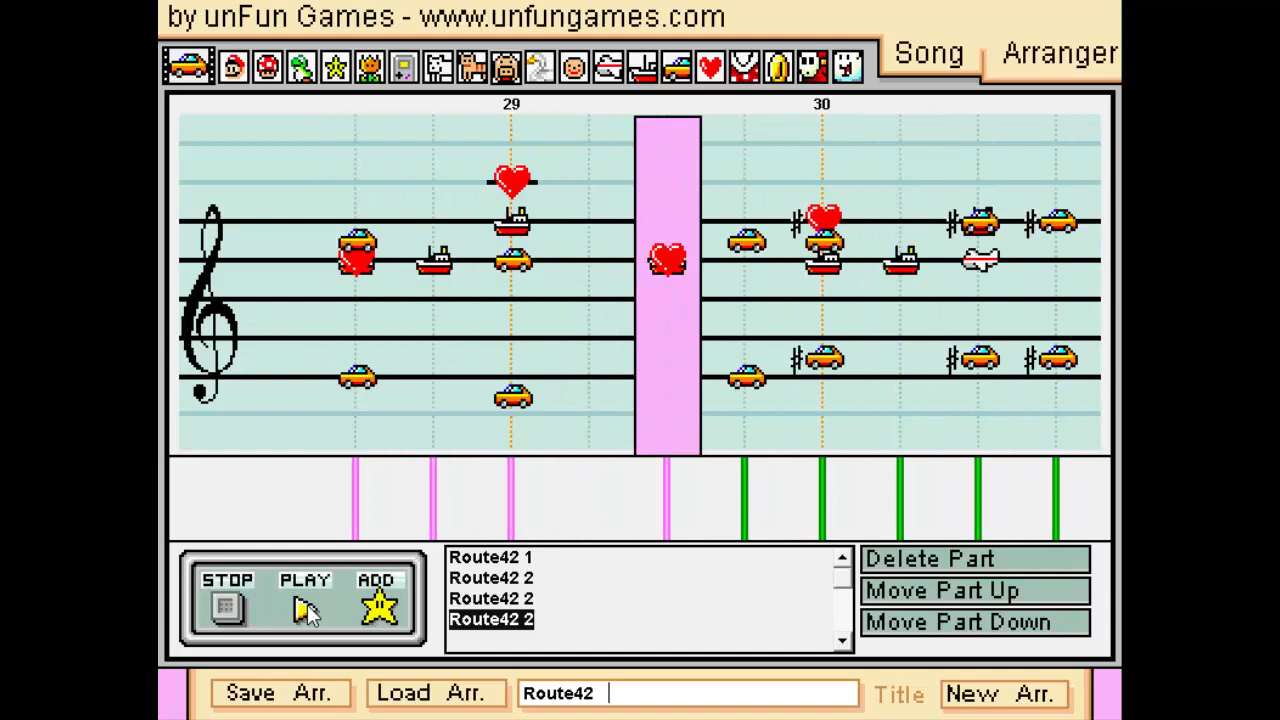 by unFun Games - www.unfungames.com
Song Arranger
29 30
STOP PLAY ADD
Route42 1
Route42 2
Route42 2
Route42 2
Delete Part
Move Part Up
Move Part Down
Save Arr. Load Arr. Route42 Title New Arr.